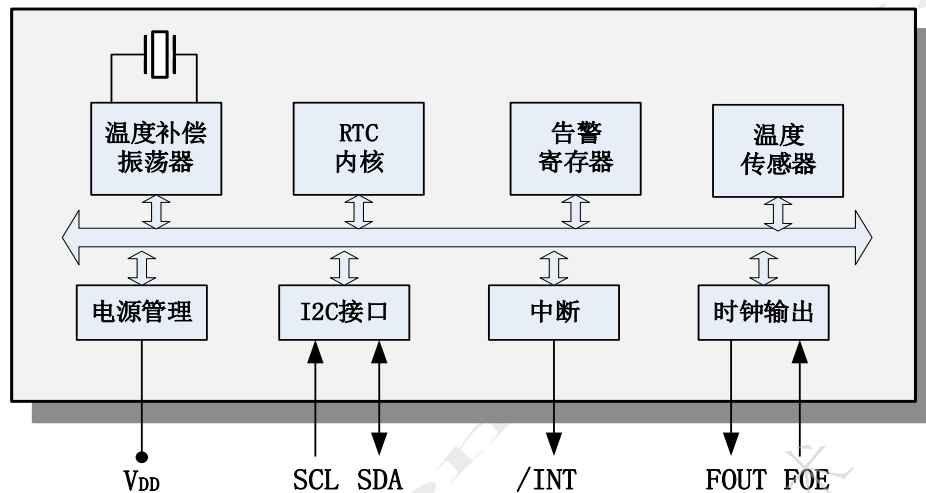 温度补偿
振荡器
RTC
内核
告警
寄存器
温度
传感器
电源管理
I2C接口
中断
时钟输出
VDD
SCL
SDA
/INT
FOUT
FOE